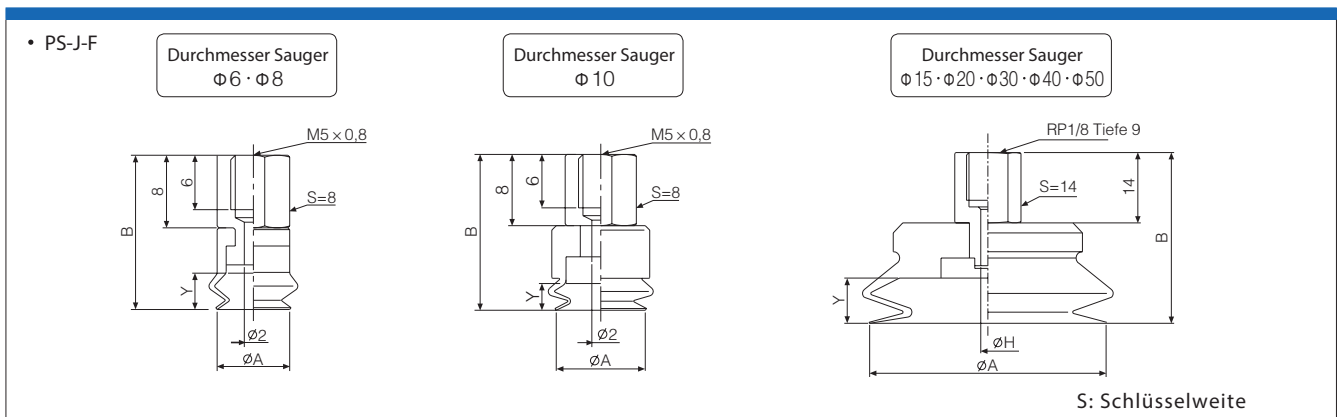 • PS-J-F
Durchmesser Sauger
Φ6・Φ8
M5 × 0,8
B
8
6
S=8
Y
Ø2
ØA
Durchmesser Sauger
Φ10
M5 × 0,8
B
8
6
S=8
Y
Ø2
ØA
Durchmesser Sauger
Φ15・Φ20・Φ30・Φ40・Φ50
RP1/8 Tiefe 9
S=14
14
B
Y
ØH
ØA
S: Schlüsselweite